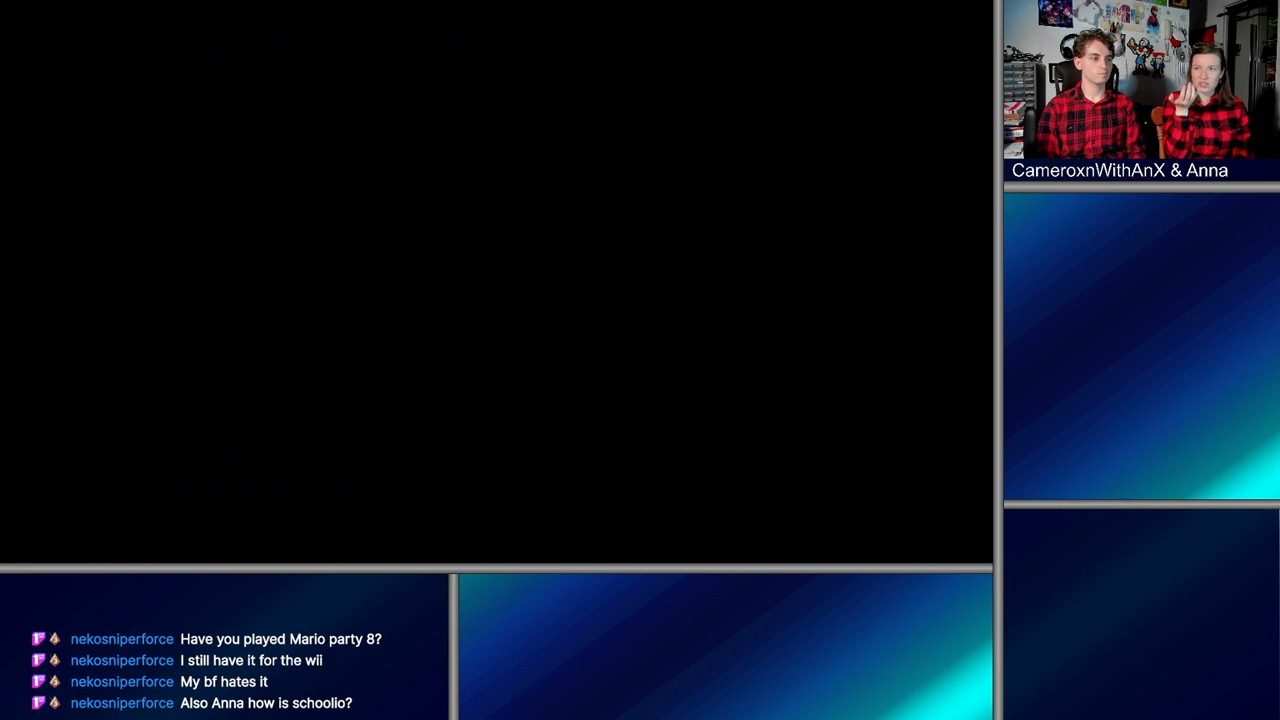 CameroxnWithAnX & Anna
nekosniperforce Have you played Mario party 8?
nekosniperforce I still have it for the wii
nekosniperforce My bf hates it
nekosniperforce Also Anna how is schoolio?